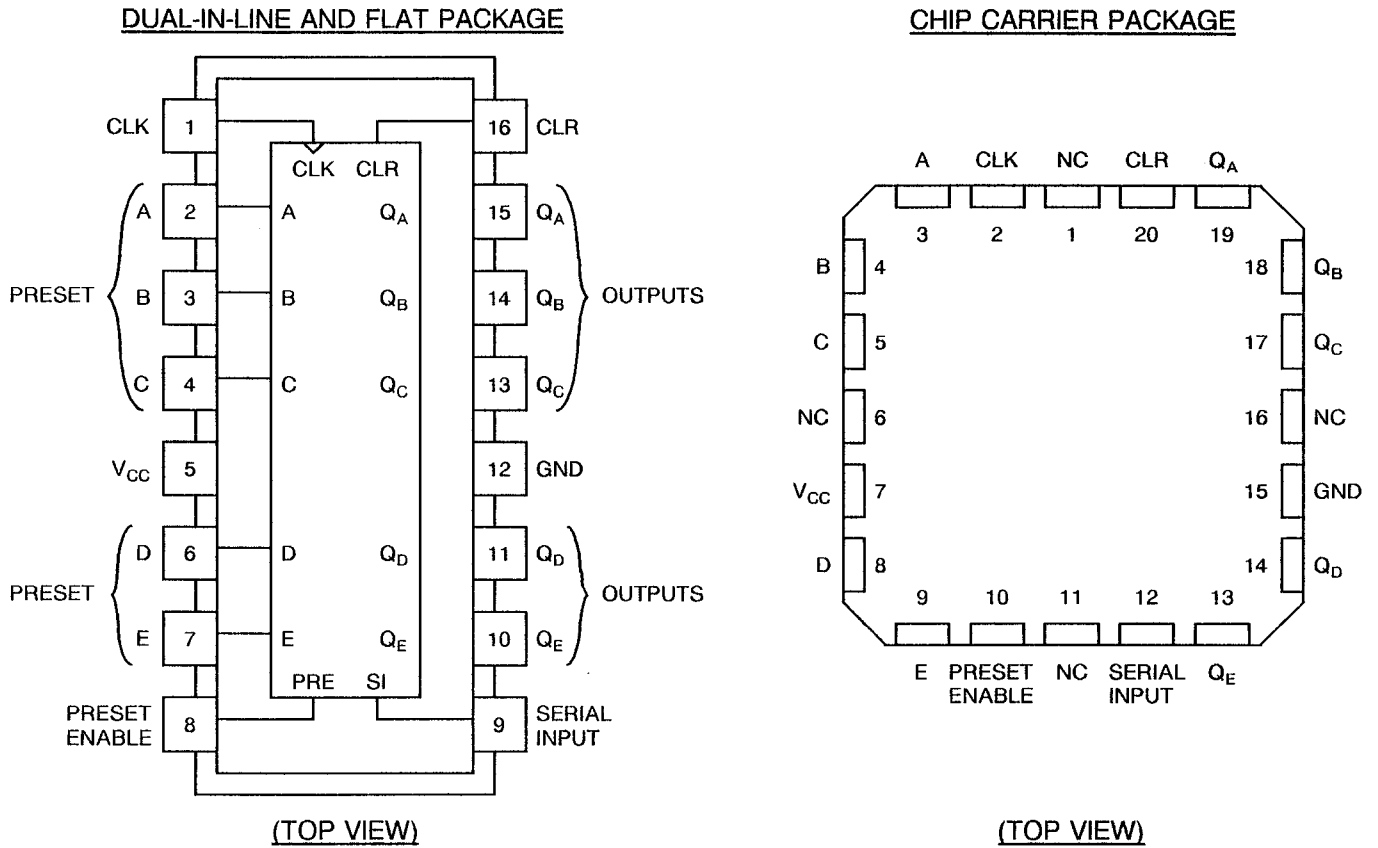 DUAL-IN-LINE AND FLAT PACKAGE
CLK 1 16 CLR
CLK CLR
A 2 A QA 15 QA
PRESET B 3 B QB 14 QB OUTPUTS
C 4 C QC 13 QC
VCC 5 12 GND
D 6 D QD 11 QD
PRESET OUTPUTS
E 7 E QE 10 QE
PRE SI
PRESET
ENABLE
8 9
SERIAL
INPUT
(TOP VIEW)
CHIP CARRIER PACKAGE
A CLK NC CLR QA
3 2 1 20 19
B 4 18 QB
C 5 17 QC
NC 6 16 NC
VCC 7 15 GND
D 8 14 QD
9 10 11 12 13
E PRESET NC SERIAL QE
ENABLE INPUT
(TOP VIEW)